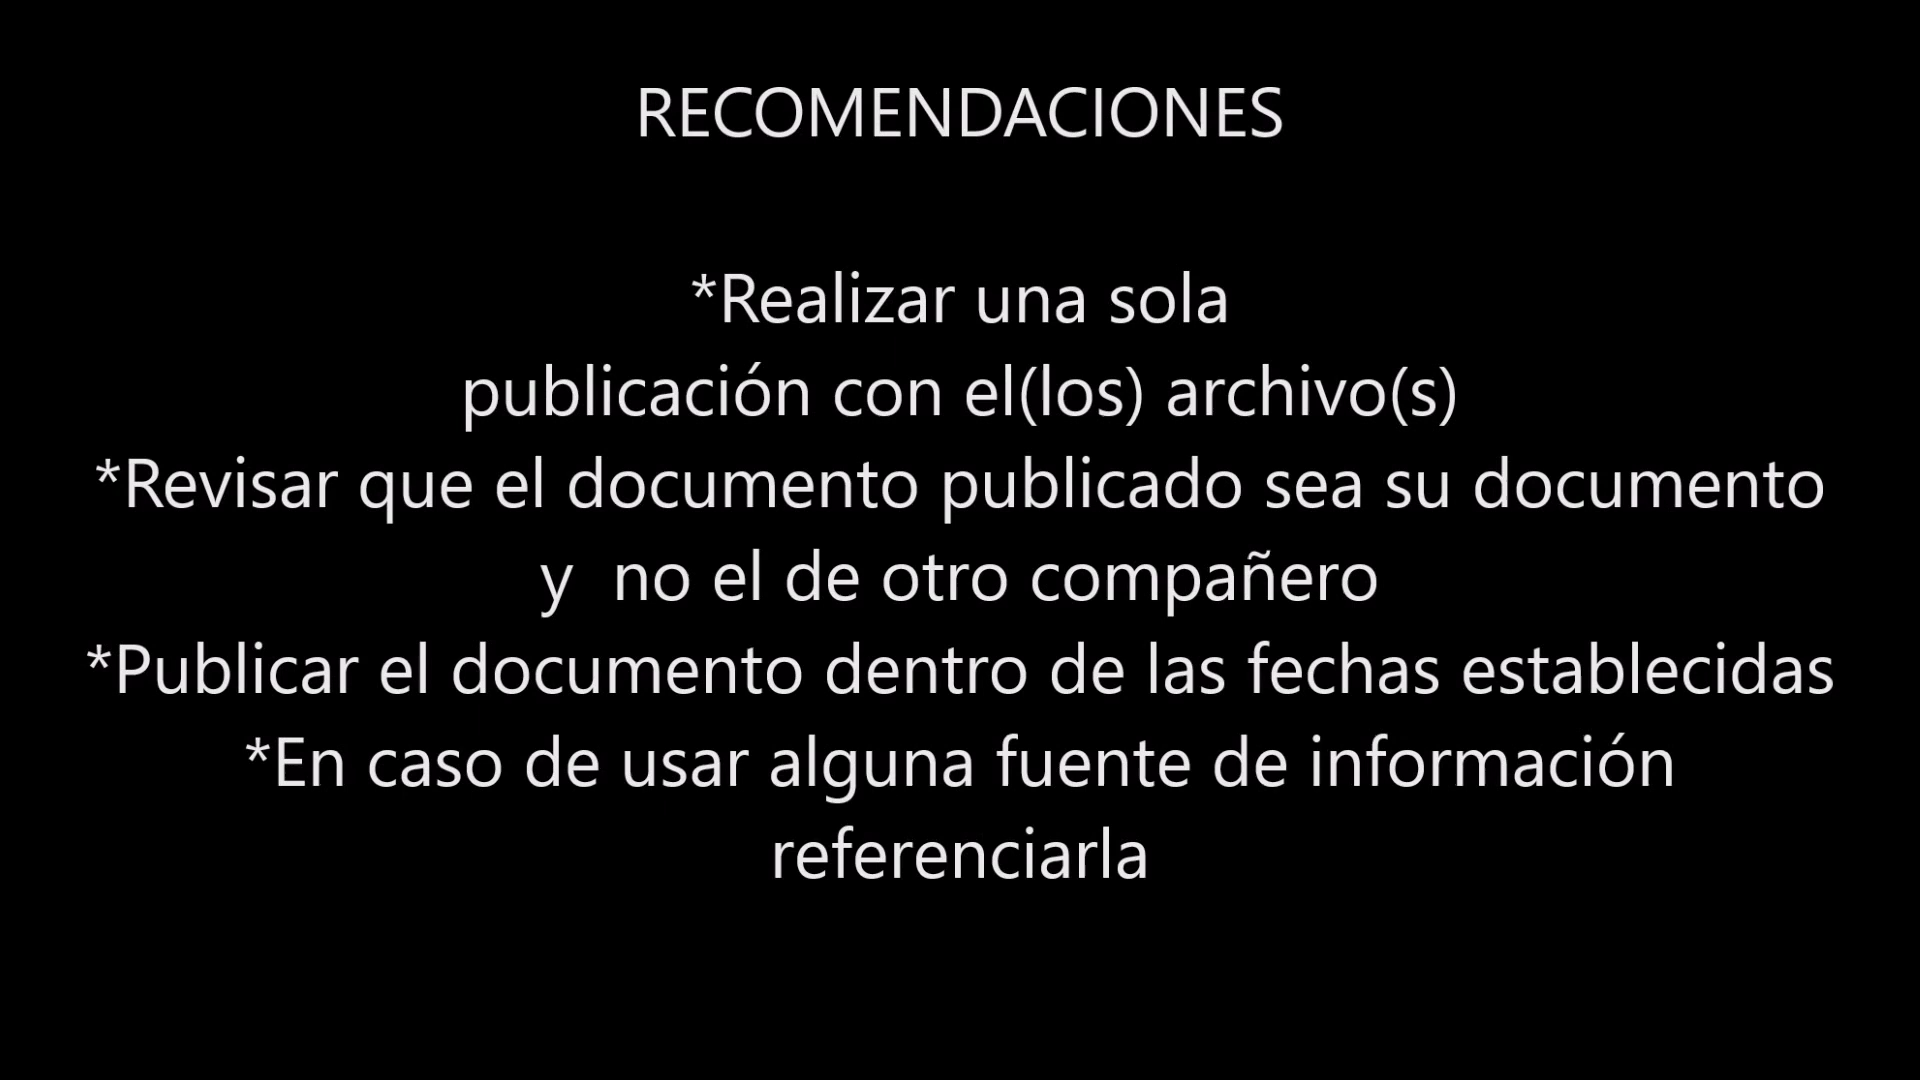 RECOMENDACIONES
*Realizar una sola
publicación con el(los) archivo(s)
*Revisar que el documento publicado sea su documento
y  no el de otro compañero
*Publicar el documento dentro de las fechas establecidas
*En caso de usar alguna fuente de información
referenciarla